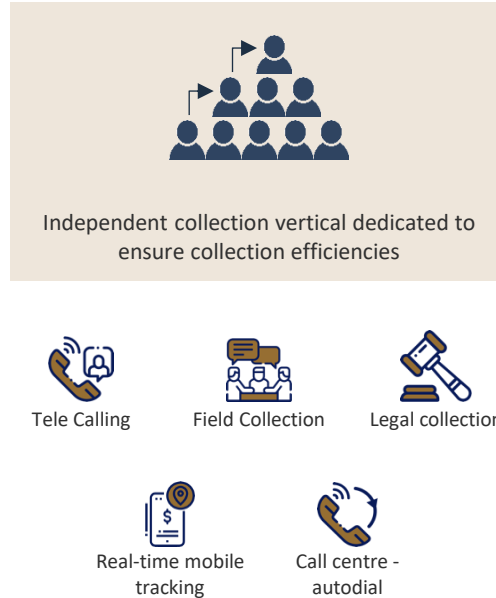 Independent collection vertical dedicated to
ensure collection efficiencies
Tele Calling
Field Collection
Legal collection
$
Real-time mobile
tracking
Call centre -
autodial